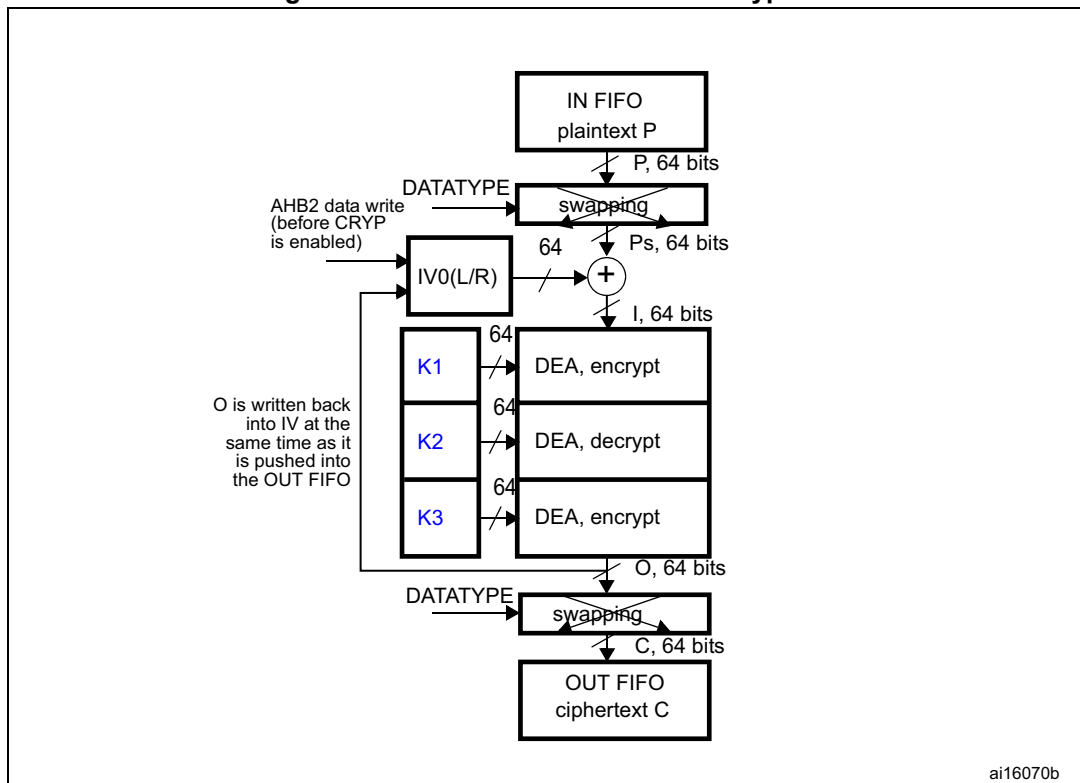 IN FIFO
plaintext P
P, 64 bits
DATATYPE
swapping
AHB2 data write
(before CRYP
is enabled)
Ps, 64 bits
64
IV0(L/R)
+
I, 64 bits
64
K1
DEA, encrypt
64
K2
DEA, decrypt
64
K3
DEA, encrypt
O is written back
into IV at the
same time as it
is pushed into
the OUT FIFO
O, 64 bits
DATATYPE
swapping
C, 64 bits
OUT FIFO
ciphertext C
ai16070b